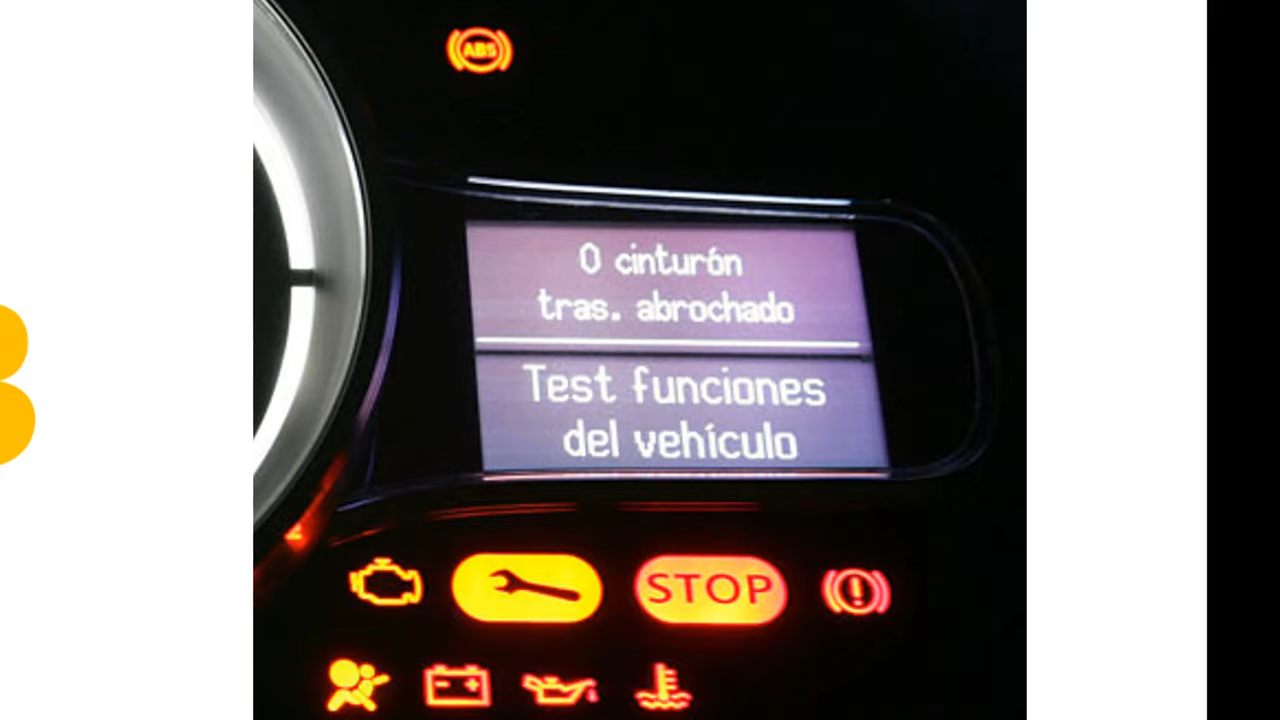 ABS
0 cinturón
tras. abrochado
Test funciones
del vehículo
STOP